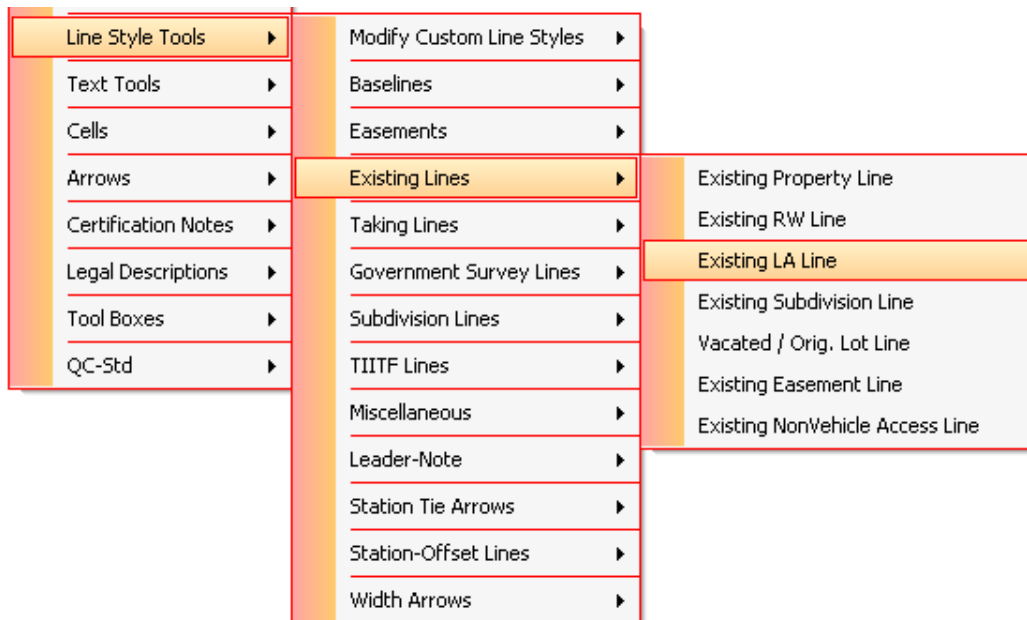 Line Style Tools
Text Tools
Cells
Arrows
Certification Notes
Legal Descriptions
Tool Boxes
QC-Std
Modify Custom Line Styles
Baselines
Easements
Existing Lines
Taking Lines
Government Survey Lines
Subdivision Lines
TIITF Lines
Miscellaneous
Leader-Note
Station Tie Arrows
Station-Offset Lines
Width Arrows
Existing Property Line
Existing RW Line
Existing LA Line
Existing Subdivision Line
Vacated / Orig. Lot Line
Existing Easement Line
Existing NonVehicle Access Line